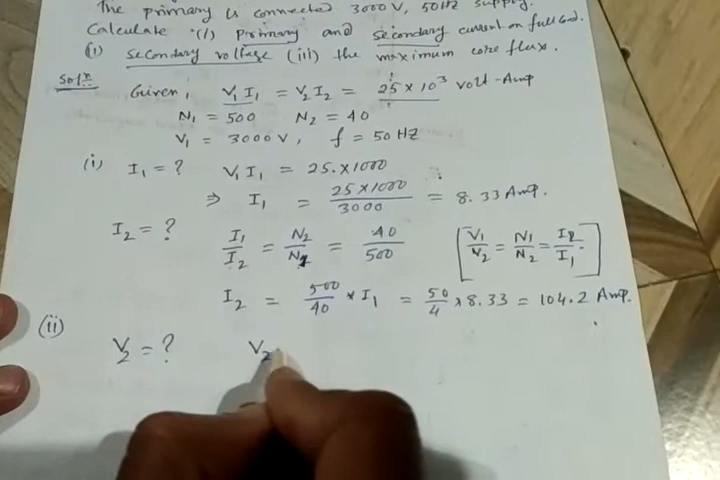 The primary is connected 3000V, 50HZ supply.
Calculate (i) Primary and secondary current on full load.
(i) secondary voltage (iii) the maximum core flux.
Solⁿ
Given, V₁ I₁ = V₂ I₂ = 25 × 10³ volt-Amp
N₁ = 500 N₂ = 40
V₁ = 3000 V, f = 50 HZ
(i) I₁ = ? V₁ I₁ = 25. × 1000
⇒ I₁ = 25 × 1000 / 3000 = 8.33 Amp.
I₂ = ? I₁ / I₂ = N₂ / N₁ = 40 / 500 [V₁ / V₂ = N₁ / N₂ = I₂ / I₁]
I₂ = 500 / 40 × I₁ = 50 / 4 × 8.33 = 104.2 Amp.
(ii)
V₂ = ? V₂